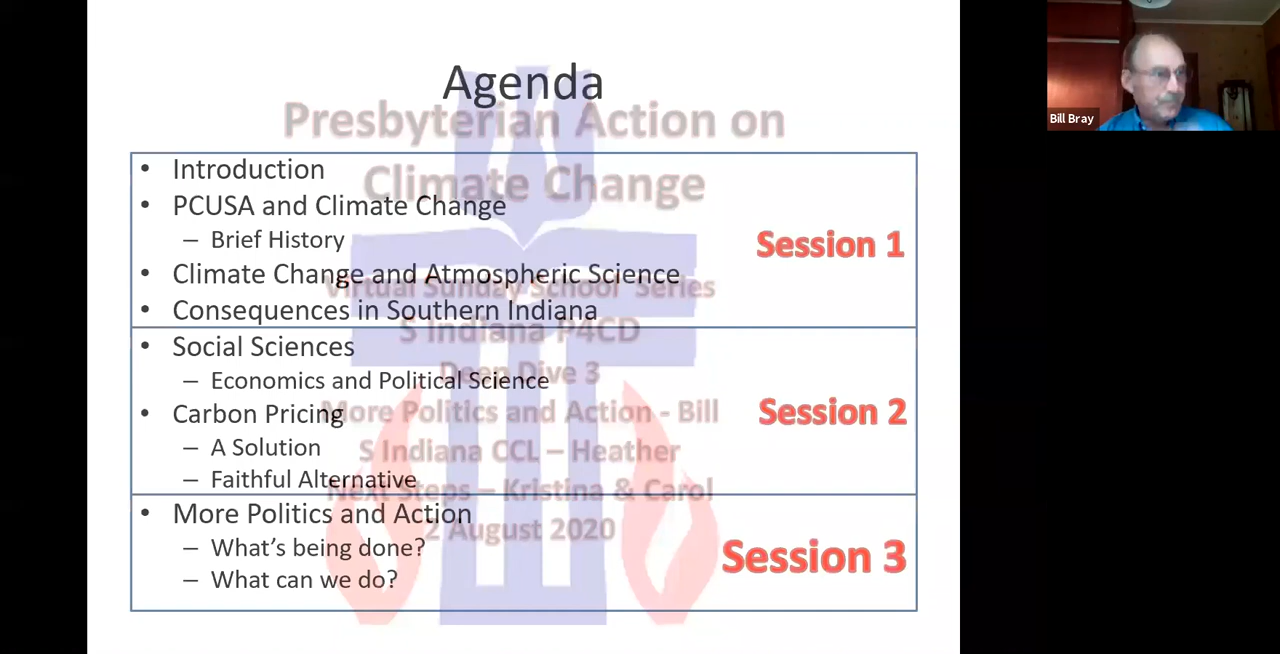 Agenda
Presbyterian Action on
Climate Change
• Introduction
• PCUSA and Climate Change
– Brief History
• Climate Change and Atmospheric Science
• Consequences in Southern Indiana
Session 1
Virtual Sunday School Series
S Indiana P4CD
Deep Dive 3
• Social Sciences
– Economics and Political Science
• Carbon Pricing
– A Solution
– Faithful Alternative
Session 2
More Politics and Action - Bill
S Indiana CCL – Heather
Next Steps – Kristina & Carol
2 August 2020
• More Politics and Action
– What's being done?
– What can we do?
Session 3
Bill Bray